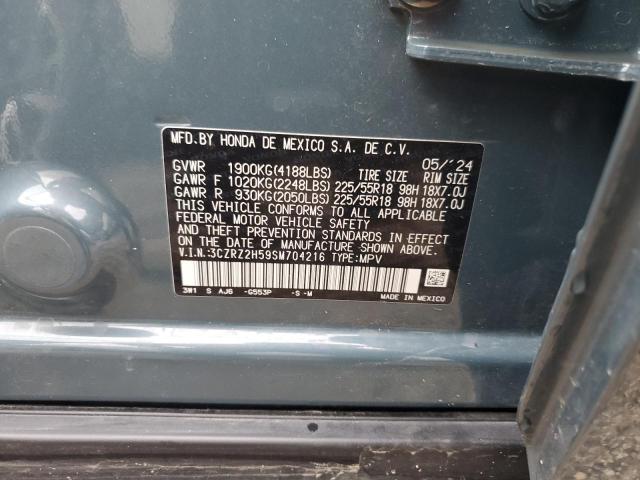 MFD.BY HONDA DE MEXICO S.A. DE C.V.
05/'24
GVWR 1900KG(4188LBS) TIRE SIZE RIM SIZE
GAWR F 1020KG(2248LBS) 225/55R18 98H 18X7.0J
GAWR R 930KG(2050LBS) 225/55R18 98H 18X7.0J
THIS VEHICLE CONFORMS TO ALL APPLICABLE
FEDERAL MOTOR VEHICLE SAFETY
AND THEFT PREVENTION STANDARDS IN EFFECT
ON THE DATE OF MANUFACTURE SHOWN ABOVE.
V.I.N.:3CZRZ2H59SM704216 TYPE:MPV
3W1 S AJ6 -G553P -S-M
MADE IN MEXICO